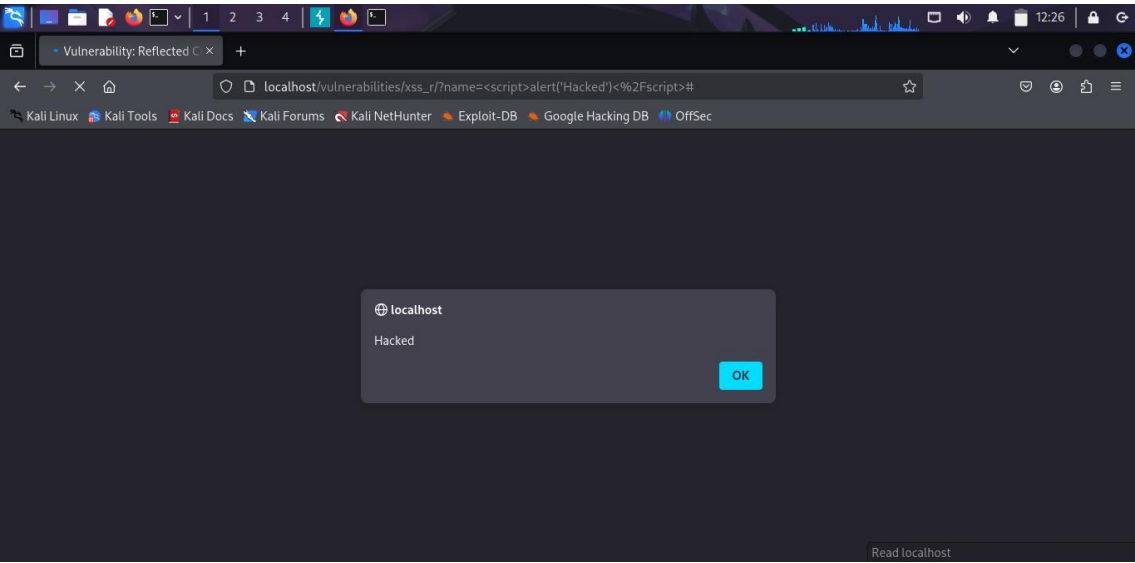 1 2 3 4 12:26
Vulnerability: Reflected C
localhost/vulnerabilities/xss_r/?name=<script>alert('Hacked')<%2Fscript>#
Kali Linux Kali Tools Kali Docs Kali Forums Kali NetHunter Exploit-DB Google Hacking DB OffSec
localhost
Hacked
OK
Read localhost